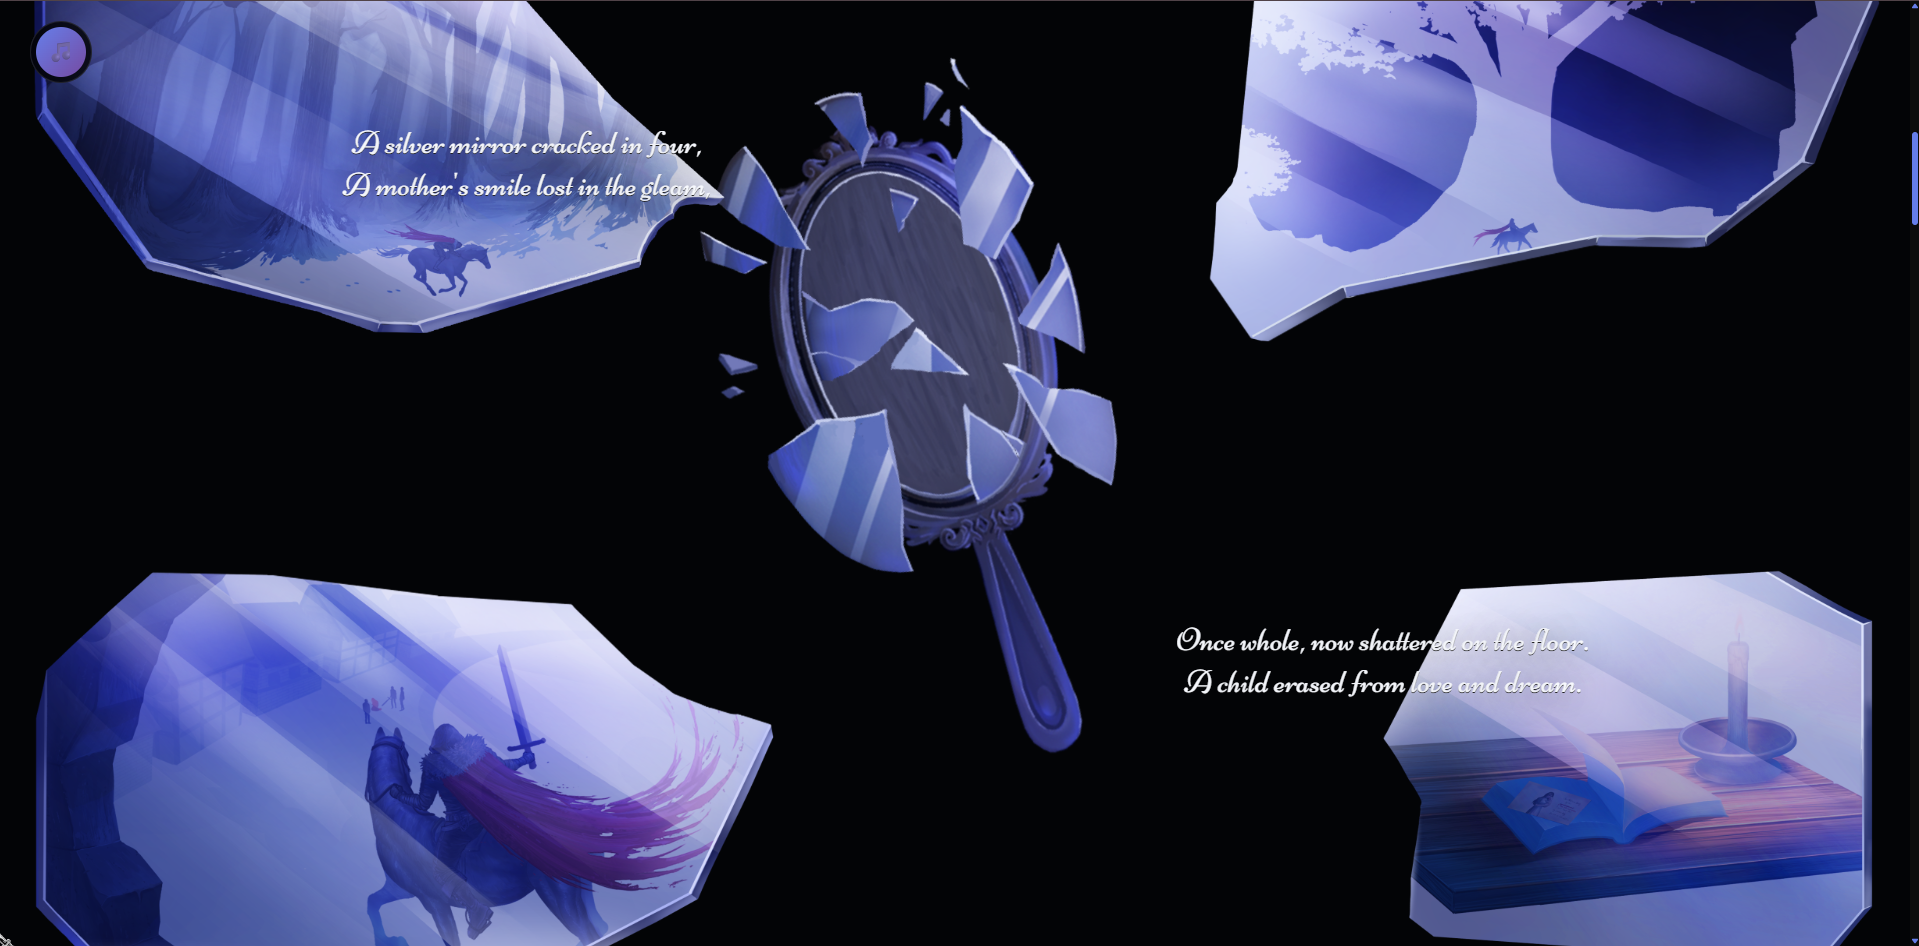 A silver mirror cracked in four,
A mother's smile lost in the gleam,
Once whole, now shattered on the floor.
A child erased from love and dream.